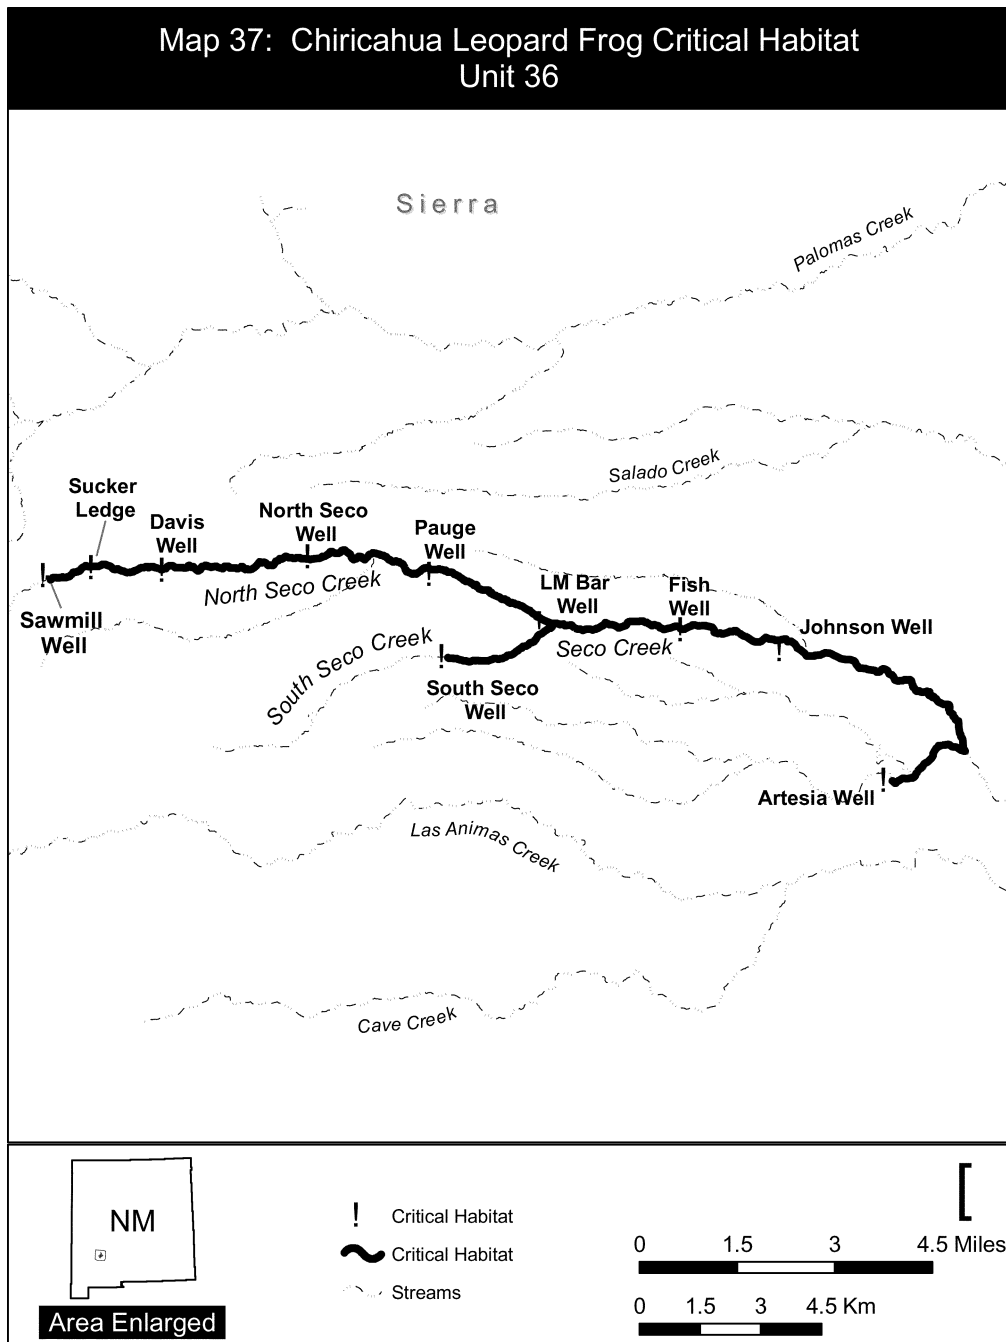 Map 37: Chiricahua Leopard Frog Critical Habitat
Unit 36
Sierra
Palomas Creek
Salado Creek
Sucker
Ledge
Davis
Well
North Seco
Well
Pauge
Well
North Seco Creek
LM Bar
Well
Fish
Well
Sawmill
Well
Johnson Well
South Seco Creek
Seco Creek
South Seco
Well
Artesia Well
Las Animas Creek
Cave Creek
NM
Area Enlarged
! Critical Habitat
Critical Habitat
Streams
[
0 1.5 3 4.5 Miles
0 1.5 3 4.5 Km